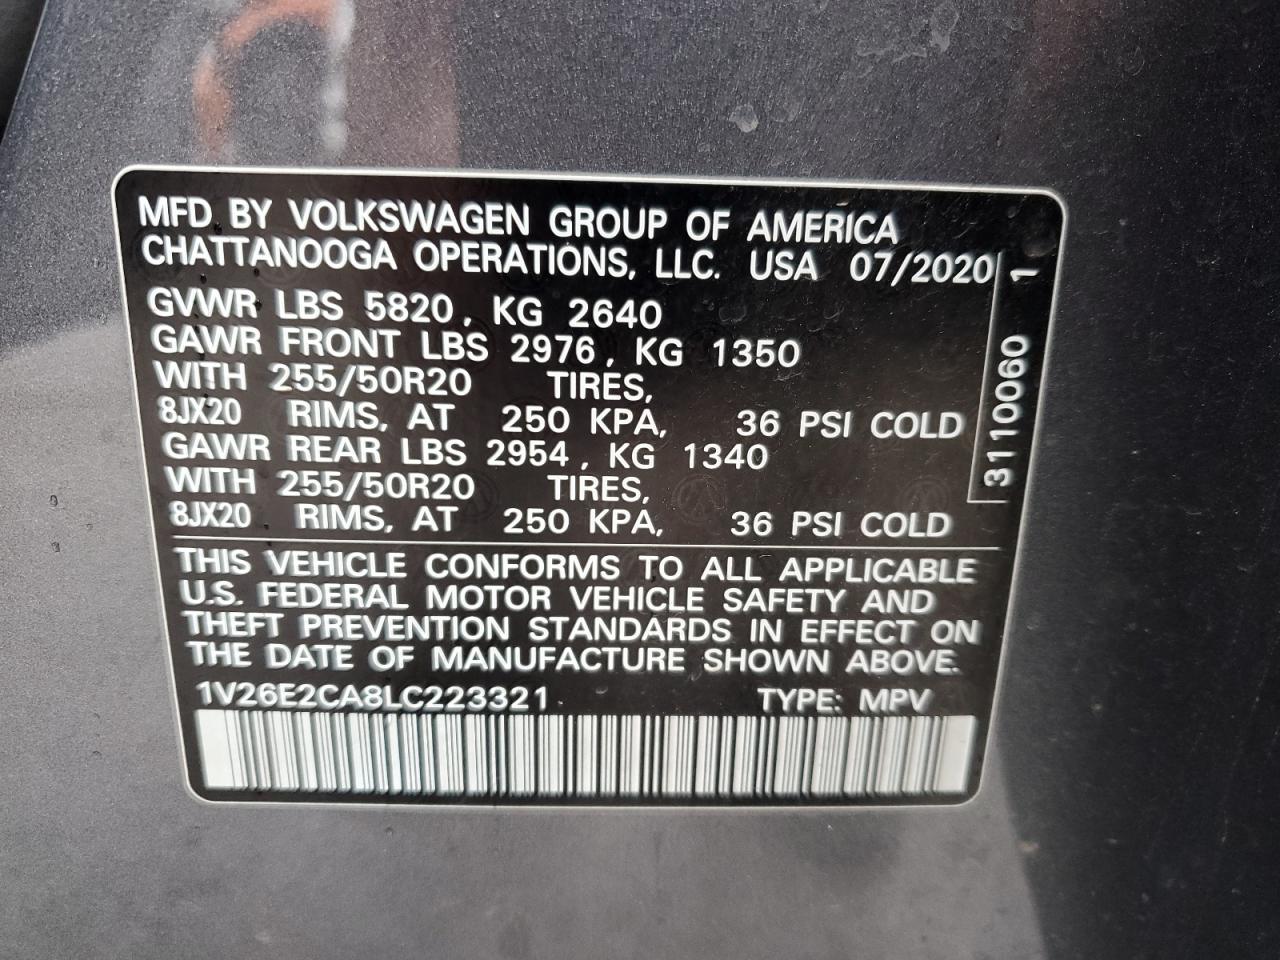 MFD. BY VOLKSWAGEN GROUP OF AMERICA
CHATTANOOGA OPERATIONS, LLC. USA 07/2020
GVWR LBS 5820, KG 2640
GAWR FRONT LBS 2976, KG 1350
WITH 255/50R20 TIRES,
8JX20 RIMS, AT 250 KPA, 36 PSI COLD
GAWR REAR LBS 2954, KG 1340
WITH 255/50R20 TIRES,
8JX20 RIMS, AT 250 KPA, 36 PSI COLD
3110060 1
THIS VEHICLE CONFORMS TO ALL APPLICABLE
U.S. FEDERAL MOTOR VEHICLE SAFETY AND
THEFT PREVENTION STANDARDS IN EFFECT ON
THE DATE OF MANUFACTURE SHOWN ABOVE.
1V26E2CA8LC223321 TYPE: MPV